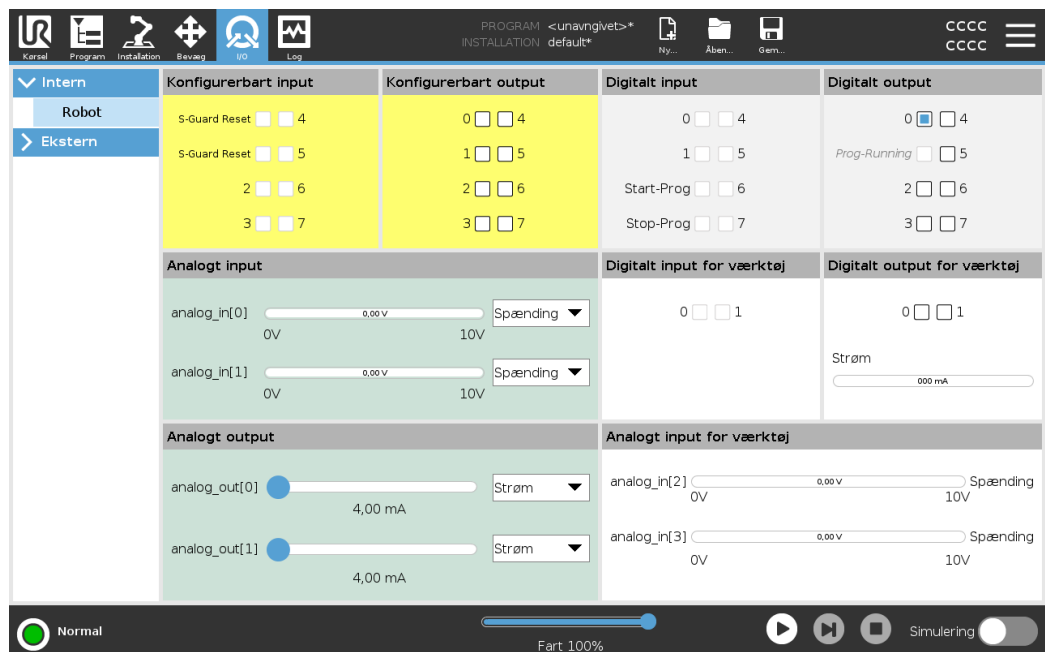 PROGRAM <unavngivet>*
INSTALLATION default*
Ny... Åben... Gem...
CCCC
CCCC
UR
Kørsel Program Installation Bevæg I/O Log
Intern
Robot
Ekstern
Konfigurerbart input
S-Guard Reset 4
S-Guard Reset 5
2 6
3 7
Konfigurerbart output
0 4
1 5
2 6
3 7
Digitalt input
0 4
1 5
Start-Prog 6
Stop-Prog 7
Digitalt output
0 4
Prog-Running 5
2 6
3 7
Analogt input
analog_in[0] 0,00 V Spænding
0V 10V
analog_in[1] 0,00 V Spænding
0V 10V
Digitalt input for værktøj
0 1
Digitalt output for værktøj
0 1
Strøm
000 mA
Analogt output
analog_out[0] Strøm
4,00 mA
analog_out[1] Strøm
4,00 mA
Analogt input for værktøj
analog_in[2] 0,00 V Spænding
0V 10V
analog_in[3] 0,00 V Spænding
0V 10V
Normal
Fart 100%
Simulering